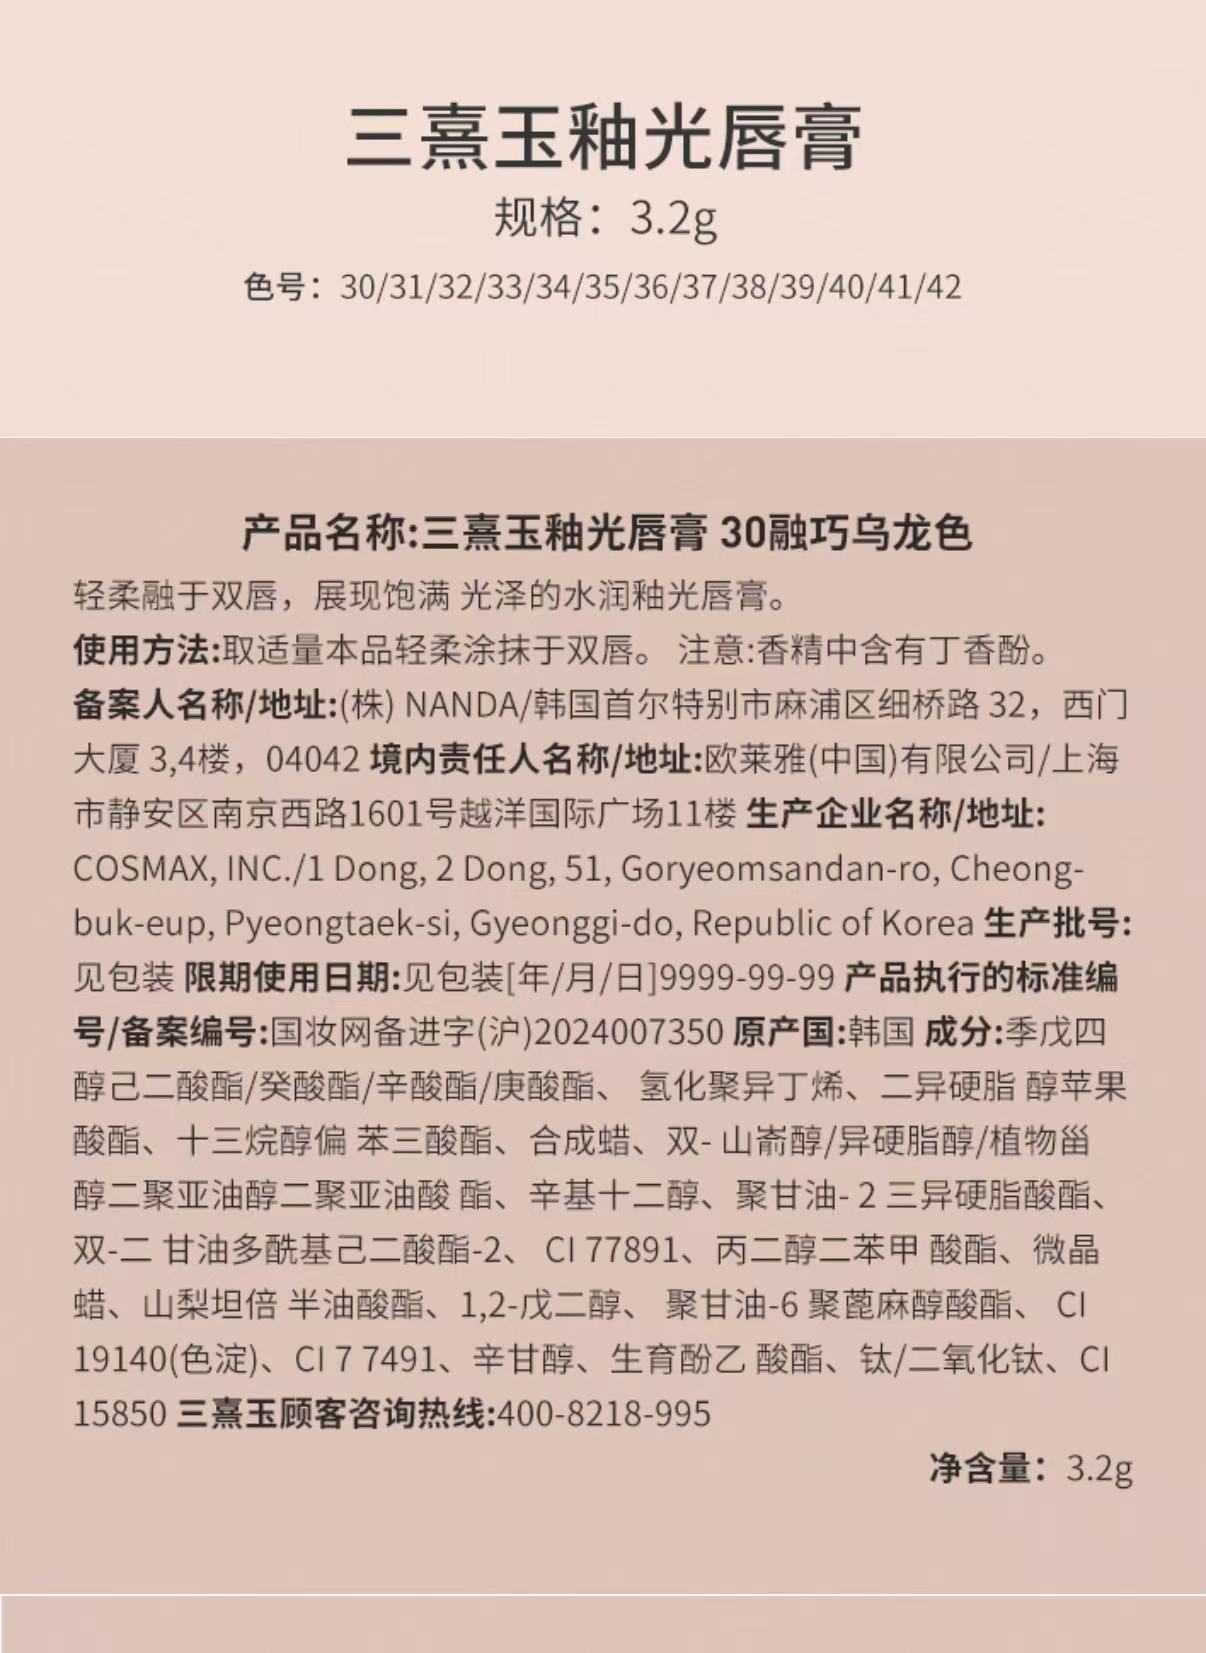 三熹玉釉光唇膏
规格：3.2g
色号：30/31/32/33/34/35/36/37/38/39/40/41/42
产品名称:三熹玉釉光唇膏 30融巧乌龙色
轻柔融于双唇，展现饱满 光泽的水润釉光唇膏。
使用方法:取适量本品轻柔涂抹于双唇。 注意:香精中含有丁香酚。
备案人名称/地址:(株) NANDA/韩国首尔特别市麻浦区细桥路 32，西门
大厦 3,4楼，04042 境内责任人名称/地址:欧莱雅(中国)有限公司/上海
市静安区南京西路1601号越洋国际广场11楼 生产企业名称/地址:
COSMAX, INC./1 Dong, 2 Dong, 51, Goryeomsandan-ro, Cheong-
buk-eup, Pyeongtaek-si, Gyeonggi-do, Republic of Korea 生产批号:
见包装 限期使用日期:见包装[年/月/日]9999-99-99 产品执行的标准编
号/备案编号:国妆网备进字(沪)2024007350 原产国:韩国 成分:季戊四
醇己二酸酯/癸酸酯/辛酸酯/庚酸酯、 氢化聚异丁烯、二异硬脂 醇苹果
酸酯、十三烷醇偏 苯三酸酯、合成蜡、双- 山嵛醇/异硬脂醇/植物甾
醇二聚亚油醇二聚亚油酸 酯、辛基十二醇、聚甘油- 2 三异硬脂酸酯、
双-二 甘油多酰基己二酸酯-2、 CI 77891、丙二醇二苯甲 酸酯、微晶
蜡、山梨坦倍 半油酸酯、1,2-戊二醇、 聚甘油-6 聚蓖麻醇酸酯、 CI
19140(色淀)、CI 7 7491、辛甘醇、生育酚乙 酸酯、钛/二氧化钛、CI
15850 三熹玉顾客咨询热线:400-8218-995
净含量：3.2g